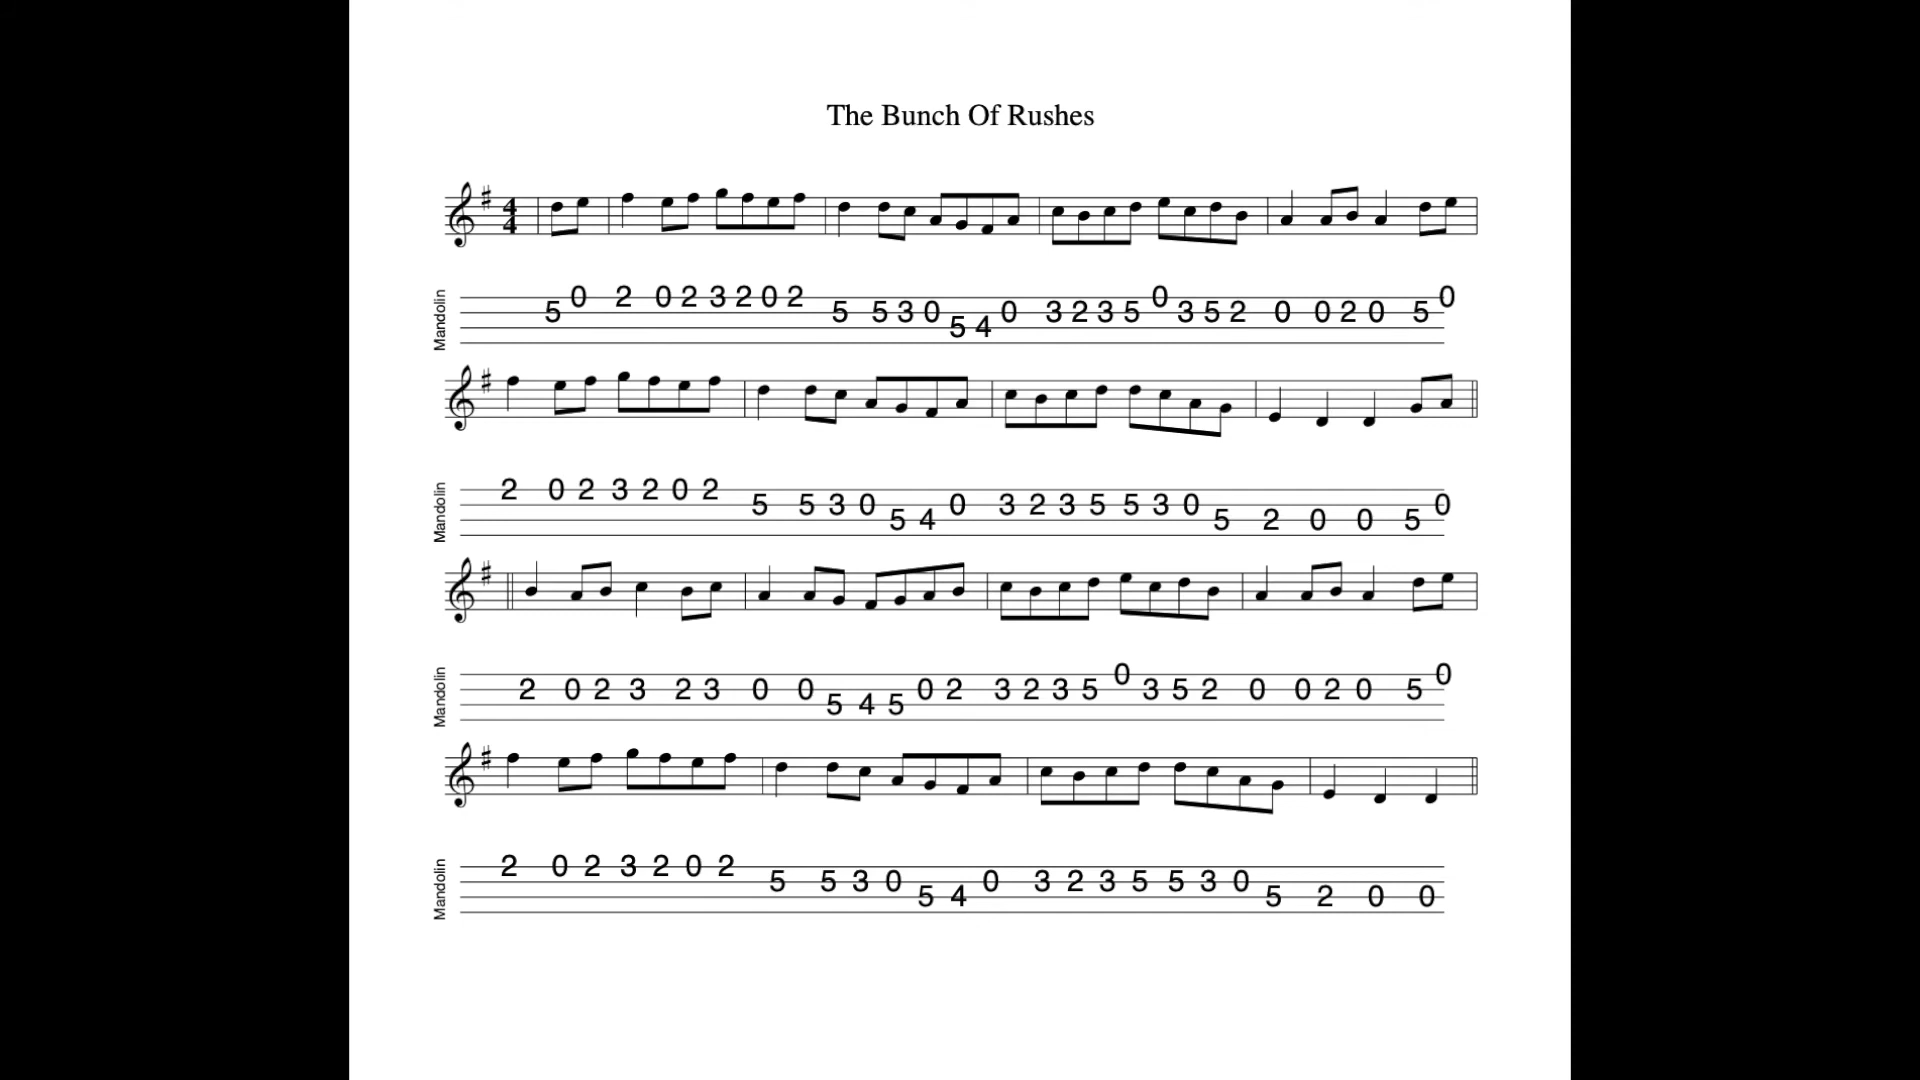 The Bunch Of Rushes
4
4
Mandolin
5 0 2 0 2 3 2 0 2 5 5 3 0 5 4 0 3 2 3 5 0 3 5 2 0 0 2 0 5 0
Mandolin
2 0 2 3 2 0 2 5 5 3 0 5 4 0 3 2 3 5 5 3 0 5 2 0 0 5 0
Mandolin
2 0 2 3 2 3 0 0 5 4 5 0 2 3 2 3 5 0 3 5 2 0 0 2 0 5 0
Mandolin
2 0 2 3 2 0 2 5 5 3 0 5 4 0 3 2 3 5 5 3 0 5 2 0 0